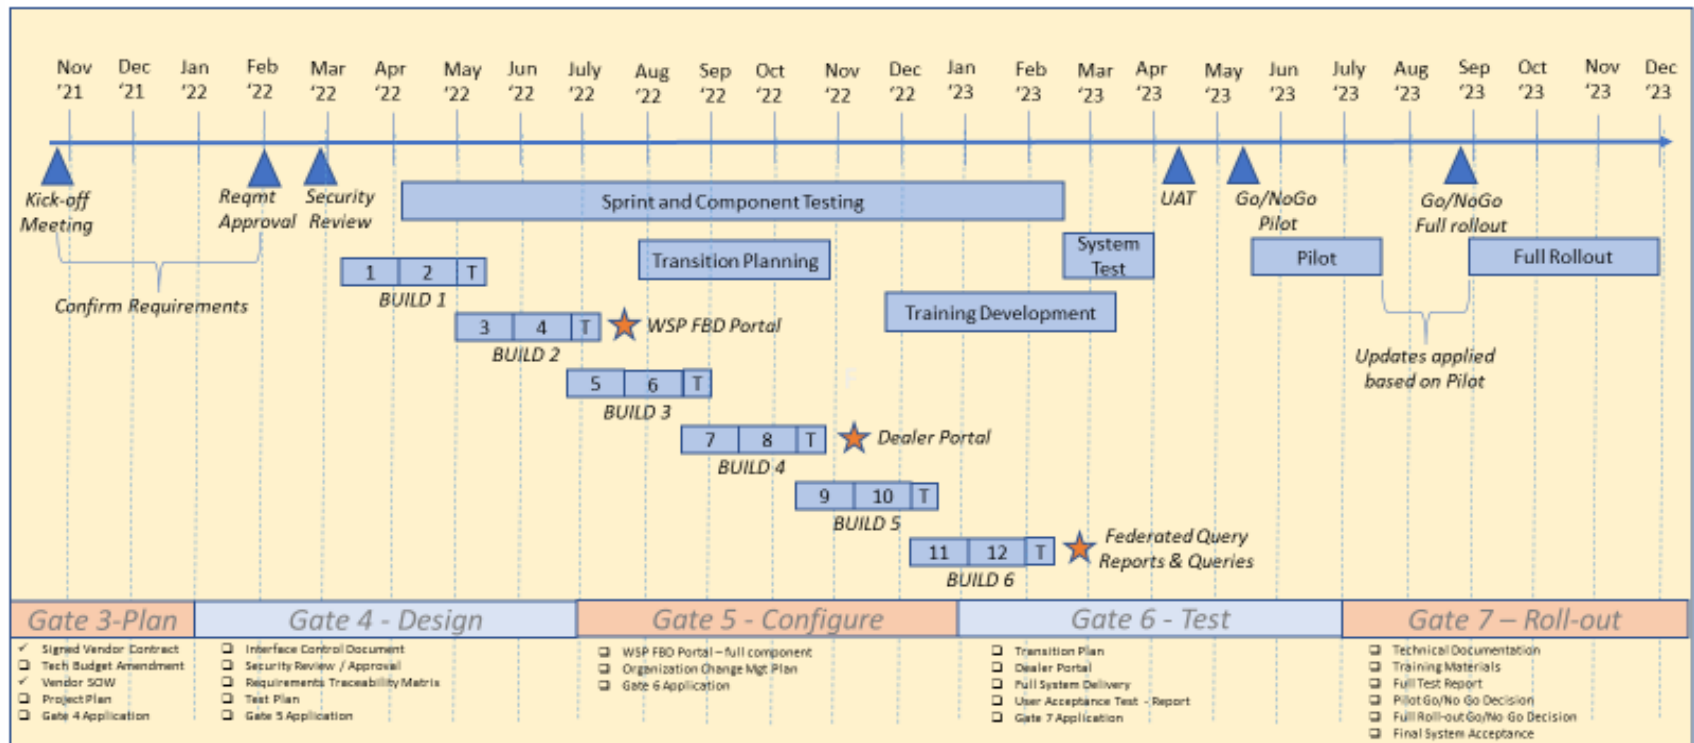 Nov Dec Jan Feb Mar Apr May Jun July Aug Sep Oct Nov Dec Jan Feb Mar Apr May Jun July Aug Sep Oct Nov Dec
'21 '21 '22 '22 '22 '22 '22 '22 '22 '22 '22 '22 '22 '22 '23 '23 '23 '23 '23 '23 '23 '23 '23 '23 '23 '23
Kick-off
Meeting
Reqmt
Approval
Security
Review
Sprint and Component Testing
UAT
Go/NoGo
Pilot
Go/NoGo
Full rollout
Confirm Requirements
Transition Planning
System
Test
Pilot
Full Rollout
1 2 T
BUILD 1
Training Development
3 4 T
BUILD 2
WSP FBD Portal
Updates applied
based on Pilot
5 6 T
BUILD 3
7 8 T
BUILD 4
Dealer Portal
9 10 T
BUILD 5
11 12 T
BUILD 6
Federated Query
Reports & Queries
Gate 3-Plan
✓ Signed Vendor Contract
❑ Tech Budget Amendment
✓ Vendor SOW
❑ Project Plan
❑ Gate 4 Application
Gate 4 - Design
❑ Interface Control Document
❑ Security Review / Approval
❑ Requirements Traceability Matrix
❑ Test Plan
❑ Gate 5 Application
Gate 5 - Configure
❑ WSP FBD Portal – full component
❑ Organization Change Mgt Plan
❑ Gate 6 Application
Gate 6 - Test
❑ Transition Plan
❑ Dealer Portal
❑ Full System Delivery
❑ User Acceptance Test - Report
❑ Gate 7 Application
Gate 7 – Roll-out
❑ Technical Documentation
❑ Training Materials
❑ Full Test Report
❑ Pilot Go/No Go Decision
❑ Full Roll-out Go/No Go Decision
❑ Final System Acceptance